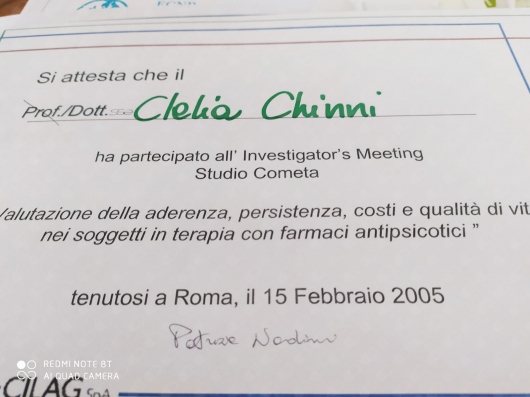 Si attesta che il
Prof./Dott.ssa Clelia Chinni
ha partecipato all' Investigator's Meeting
Studio Cometa
Valutazione della aderenza, persistenza, costi e qualità di vit
nei soggetti in terapia con farmaci antipsicotici ”
tenutosi a Roma, il 15 Febbraio 2005
REDMI NOTE 8T
AI QUAD CAMERA
CILAG SpA